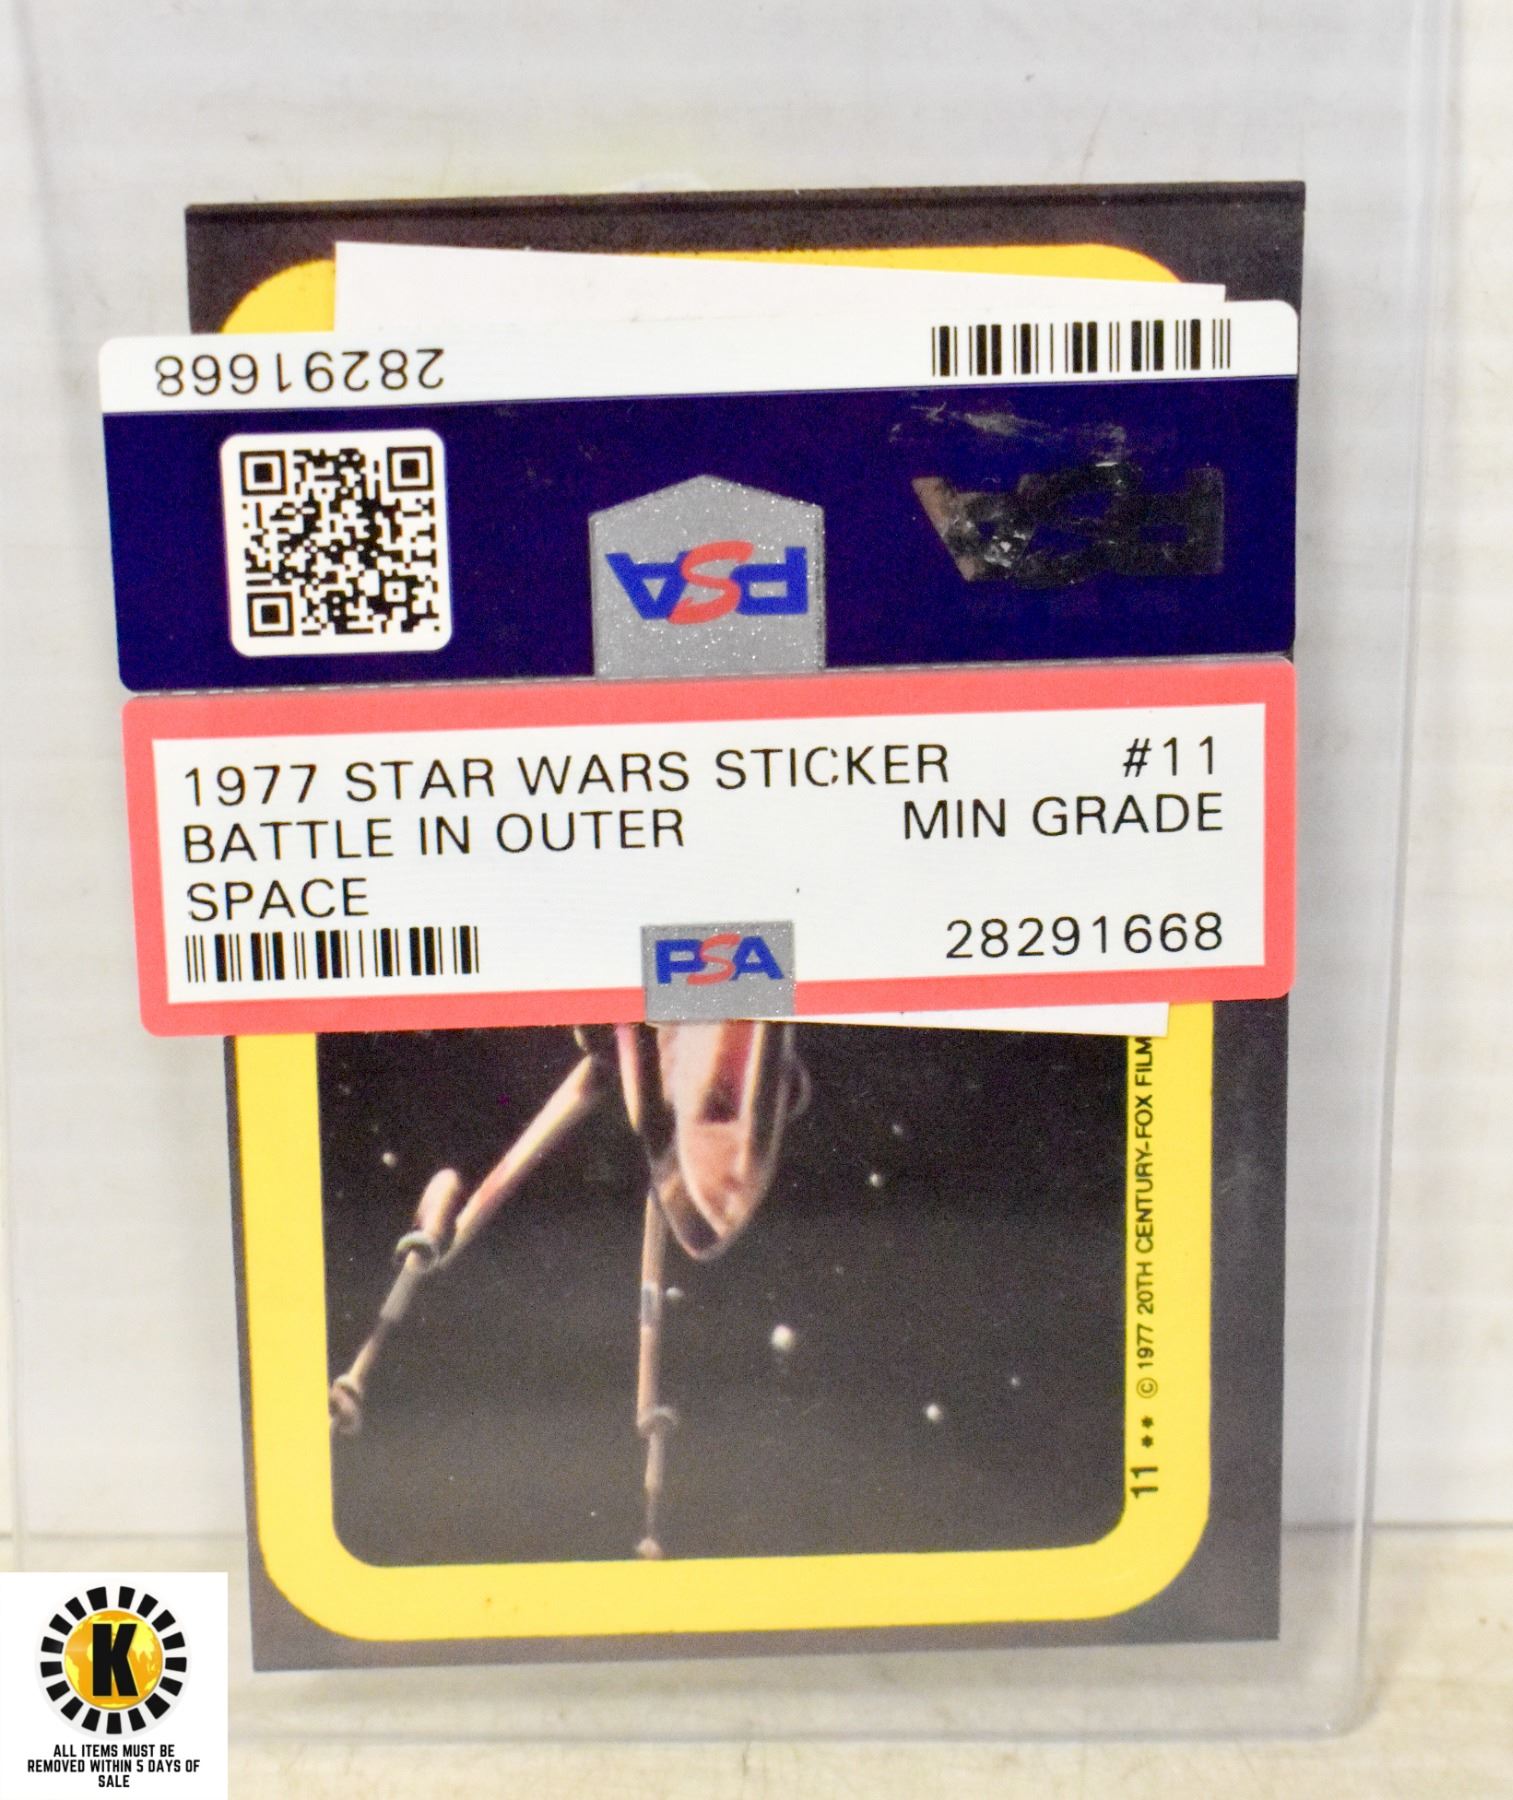 28291668
PSA
1977 STAR WARS STICKER #11
BATTLE IN OUTER MIN GRADE
SPACE
28291668
PSA
11 ** © 1977 20TH CENTURY-FOX FILM
K
ALL ITEMS MUST BE
REMOVED WITHIN 5 DAYS OF
SALE